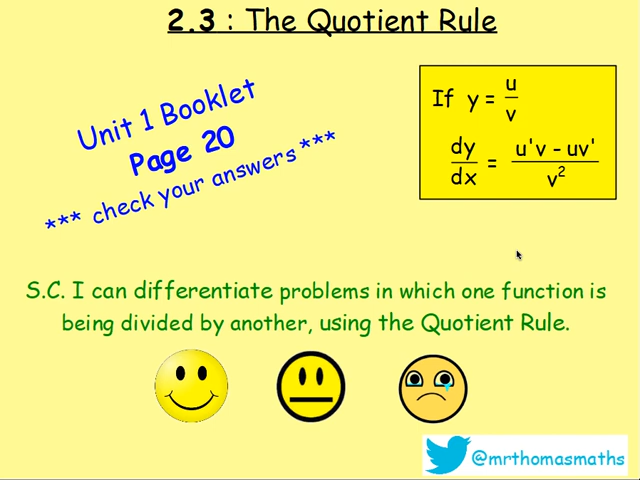 2.3 : The Quotient Rule
Unit 1 Booklet
Page 20
*** check your answers ***
If y = u/v
dy/dx = u'v - uv'/v²
S.C. I can differentiate problems in which one function is
being divided by another, using the Quotient Rule.
@mrthomasmaths